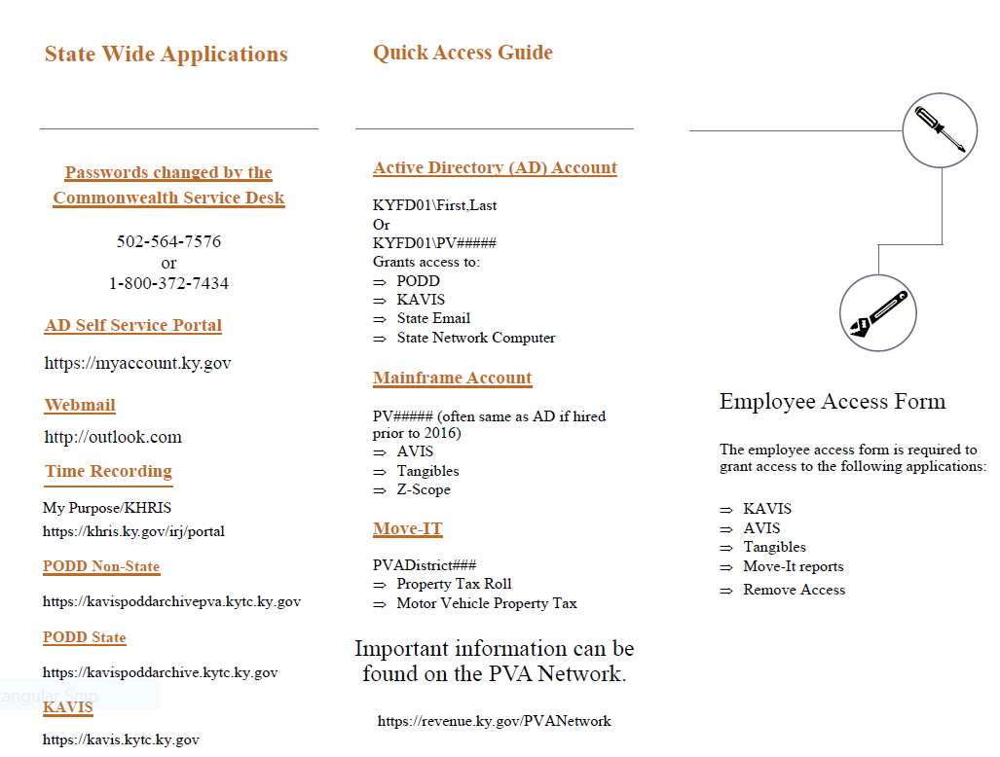 State Wide Applications
Passwords changed by the
Commonwealth Service Desk
502-564-7576
or
1-800-372-7434
AD Self Service Portal
https://myaccount.ky.gov
Webmail
http://outlook.com
Time Recording
My Purpose/KHRIS
https://khris.ky.gov/irj/portal
PODD Non-State
https://kavispoddarchivepva.kytc.ky.gov
PODD State
https://kavispoddarchive.kytc.ky.gov
tangular Snip
KAVIS
https://kavis.kytc.ky.gov
Quick Access Guide
Active Directory (AD) Account
KYFD01\First,Last
Or
KYFD01\PV#####
Grants access to:
⇒ PODD
⇒ KAVIS
⇒ State Email
⇒ State Network Computer
Mainframe Account
PV##### (often same as AD if hired
prior to 2016)
⇒ AVIS
⇒ Tangibles
⇒ Z-Scope
Move-IT
PVADistrict###
⇒ Property Tax Roll
⇒ Motor Vehicle Property Tax
Important information can be
found on the PVA Network.
https://revenue.ky.gov/PVANetwork
Employee Access Form
The employee access form is required to
grant access to the following applications:
⇒ KAVIS
⇒ AVIS
⇒ Tangibles
⇒ Move-It reports
⇒ Remove Access